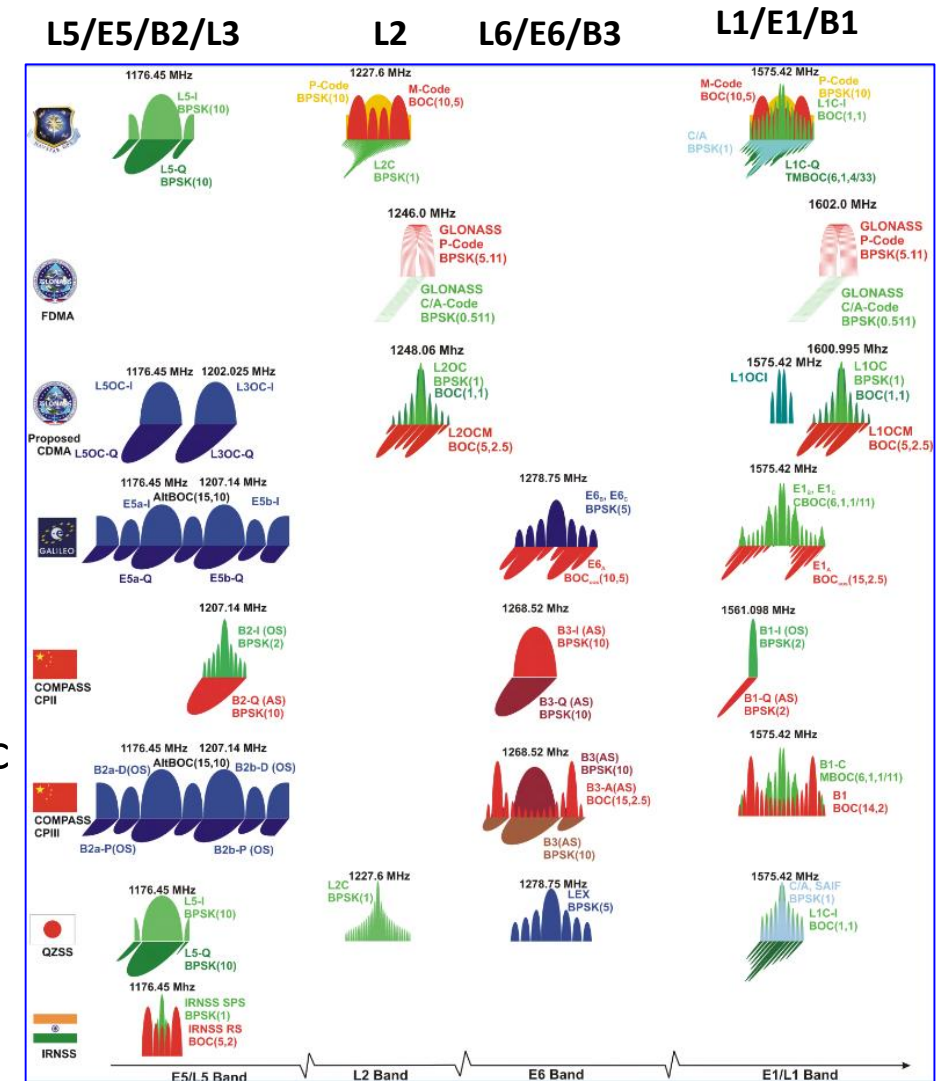 L5/E5/B2/L3
L2
L6/E6/B3
L1/E1/B1
1176.45 MHz
L5-I
BPSK(10)
L5-Q
BPSK(10)
1227.6 MHz
P-Code
BPSK(10)
M-Code
BOC(10,5)
L2C
BPSK(1)
1575.42 MHz
M-Code
BOC(10,5)
P-Code
BPSK(10)
L1C-I
BOC(1,1)
C/A
BPSK(1)
L1C-Q
TMBOC(6,1,4/33)
FDMA
1246.0 MHz
GLONASS
P-Code
BPSK(5.11)
GLONASS
C/A-Code
BPSK(0.511)
1602.0 MHz
GLONASS
P-Code
BPSK(5.11)
GLONASS
C/A-Code
BPSK(0.511)
Proposed
CDMA
1176.45 MHz 1202.025 MHz
L5OC-I
L3OC-I
L5OC-Q
L3OC-Q
1248.06 Mhz
L2OC
BPSK(1)
BOC(1,1)
L2OCM
BOC(5,2.5)
1600.995 Mhz
1575.42 MHz
L1OCI
L1OC
BPSK(1)
BOC(1,1)
L1OCM
BOC(5,2.5)
GALILEO
1176.45 MHz 1207.14 MHz
AltBOC(15,10)
E5a-I
E5b-I
E5a-Q
E5b-Q
1278.75 MHz
E6B, E6C
BPSK(5)
E6A
BOCcos(10,5)
1575.42 MHz
E1B, E1C
CBOC(6,1,1/11)
E1A
BOCcos(15,2.5)
COMPASS
CPII
1207.14 MHz
B2-I (OS)
BPSK(2)
B2-Q (AS)
BPSK(10)
1268.52 Mhz
B3-I (AS)
BPSK(10)
B3-Q (AS)
BPSK(10)
1561.098 MHz
B1-I (OS)
BPSK(2)
B1-Q (AS)
BPSK(2)
C
COMPASS
CPIII
1176.45 MHz 1207.14 MHz
AltBOC(15,10)
B2a-D(OS)
B2b-D (OS)
B2a-P(OS)
B2b-P (OS)
1268.52 Mhz
B3(AS)
BPSK(10)
B3-A(AS)
BOC(15,2.5)
B3(AS)
BPSK(10)
1575.42 MHz
B1-C
MBOC(6,1,1/11)
B1
BOC(14,2)
QZSS
1176.45 MHz
L5-I
BPSK(10)
L5-Q
BPSK(10)
1227.6 MHz
L2C
BPSK(1)
1278.75 MHz
LEX
BPSK(5)
1575.42 MHz
C/A, SAIF
BPSK(1)
L1C-I
BOC(1,1)
IRNSS
1176.45 MHz
IRNSS SPS
BPSK(1)
IRNSS RS
BOC(5,2)
E5/L5 Band
L2 Band
E6 Band
E1/L1 Band